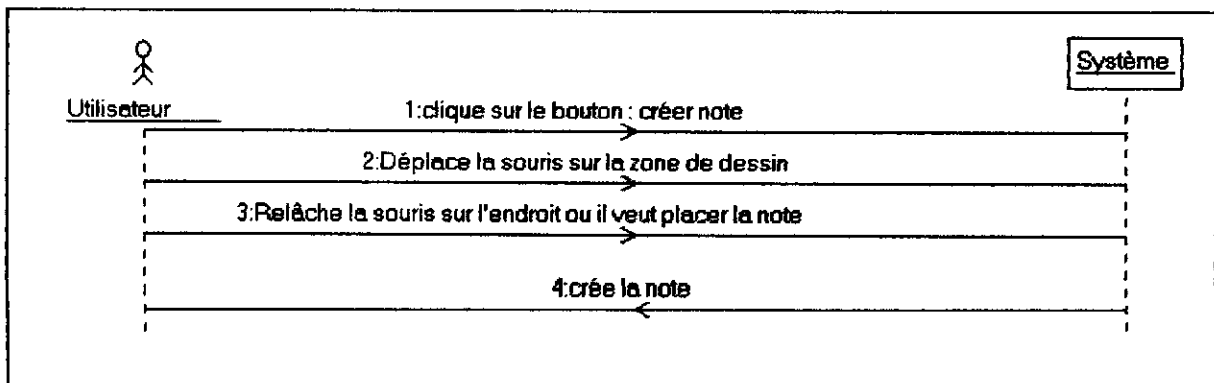 Système
Utilisateur
1:clique sur le bouton : créer note
2:Déplace la souris sur la zone de dessin
3:Relâche la souris sur l'endroit ou il veut placer la note
4:crée la note